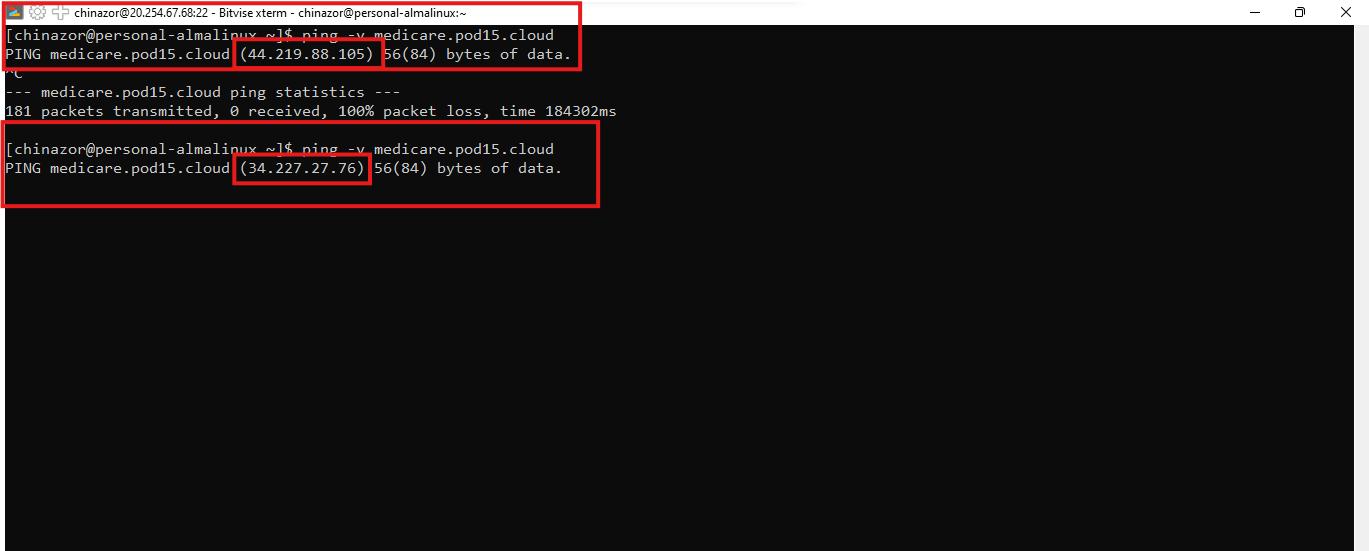 chinazor@20.254.67.68:22 - Bitvise xterm - chinazor@personal-almalinux:~
[chinazor@personal-almalinux ~]$ ping -v medicare.pod15.cloud
PING medicare.pod15.cloud (44.219.88.105) 56(84) bytes of data.
^C
--- medicare.pod15.cloud ping statistics ---
181 packets transmitted, 0 received, 100% packet loss, time 184302ms
[chinazor@personal-almalinux ~]$ ping -v medicare.pod15.cloud
PING medicare.pod15.cloud (34.227.27.76) 56(84) bytes of data.